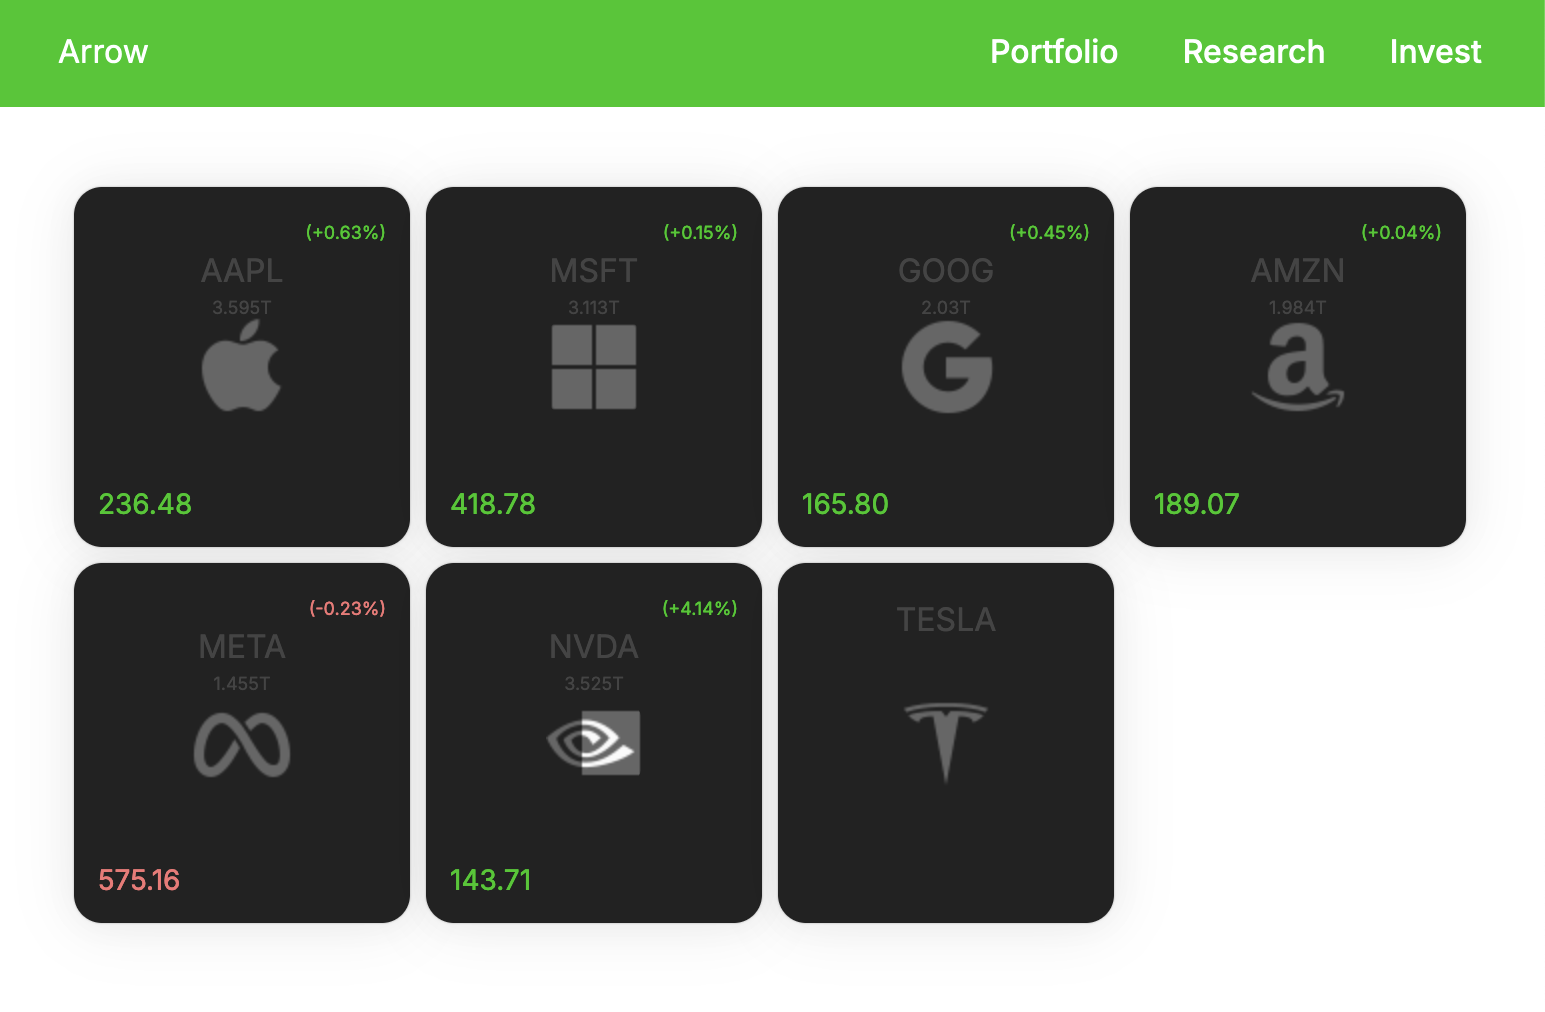 Arrow Portfolio Research Invest
(+0.63%)
AAPL
3.595T
236.48
(+0.15%)
MSFT
3.113T
418.78
(+0.45%)
GOOG
2.03T
165.80
(+0.04%)
AMZN
1.984T
189.07
(-0.23%)
META
1.455T
575.16
(+4.14%)
NVDA
3.525T
143.71
TESLA